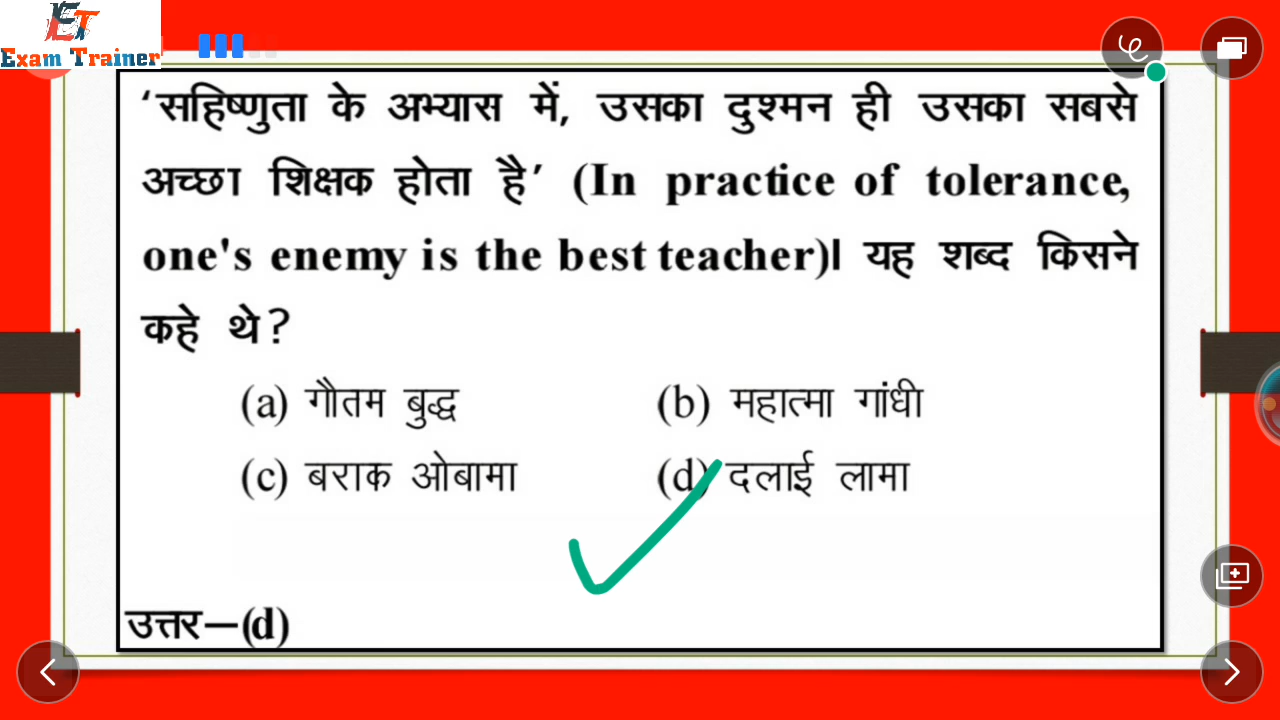 ET
Exam Trainer
‘सहिष्णुता के अभ्यास में, उसका दुश्मन ही उसका सबसे
अच्छा शिक्षक होता है’ (In practice of tolerance,
one's enemy is the best teacher)। यह शब्द किसने
कहे थे?
(a) गौतम बुद्ध (b) महात्मा गांधी
(c) बराक ओबामा (d) दलाई लामा
उत्तर—(d)